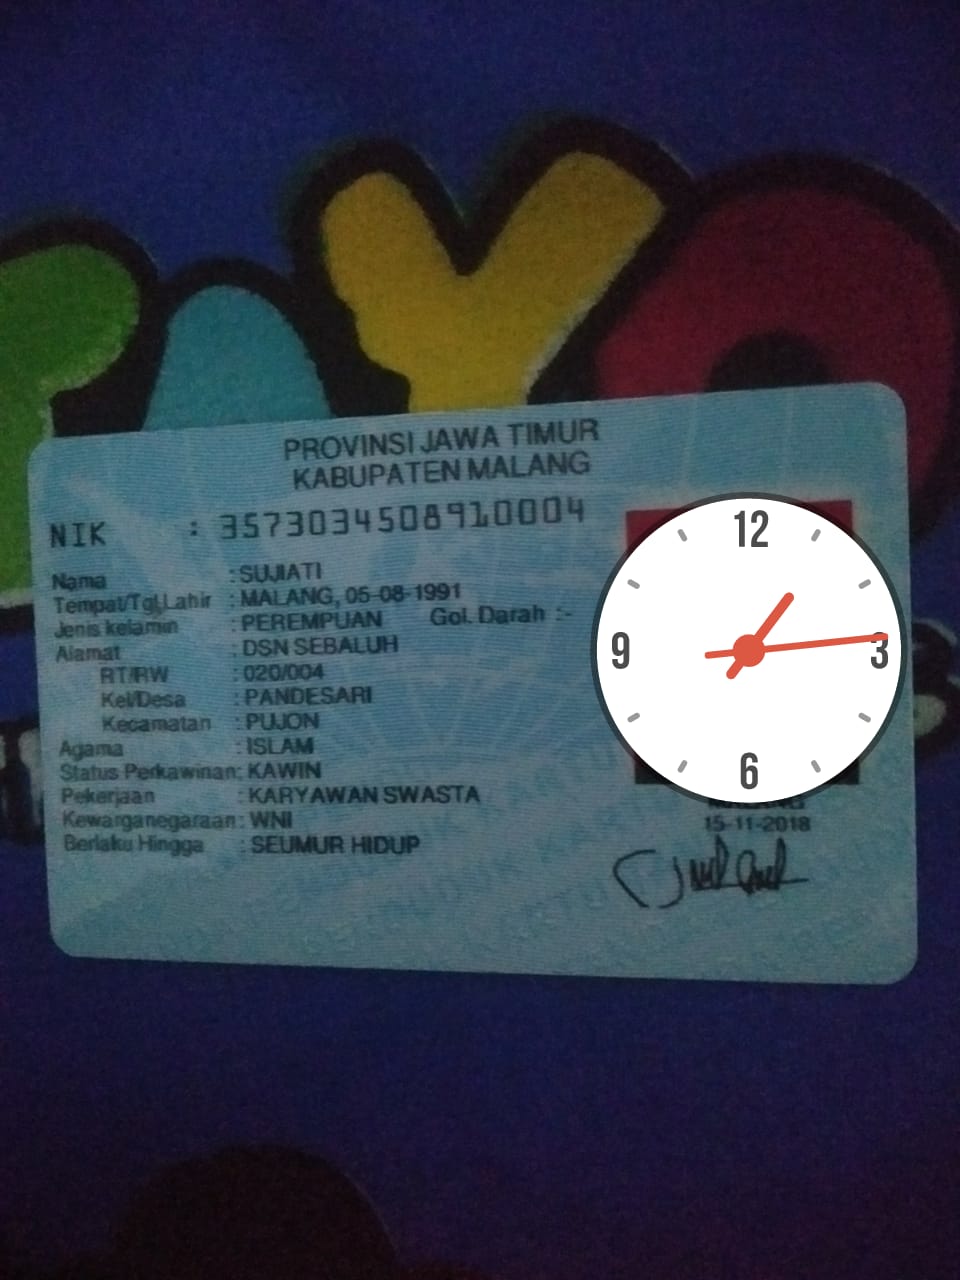 AYO
PROVINSI JAWA TIMUR
KABUPATEN MALANG
NIK : 3573034508910004
Nama : SUJIATI
Tempat/Tgl.Lahir : MALANG, 05-08-1991
Jenis kelamin : PEREMPUAN Gol. Darah :-
Alamat : DSN SEBALUH
RT/RW : 020/004
Kel/Desa : PANDESARI
Kecamatan : PUJON
Agama : ISLAM
Status Perkawinan: KAWIN
Pekerjaan : KARYAWAN SWASTA
Kewarganegaraan: WNI
Berlaku Hingga : SEUMUR HIDUP
12
9 3
6
MALANG
15-11-2018